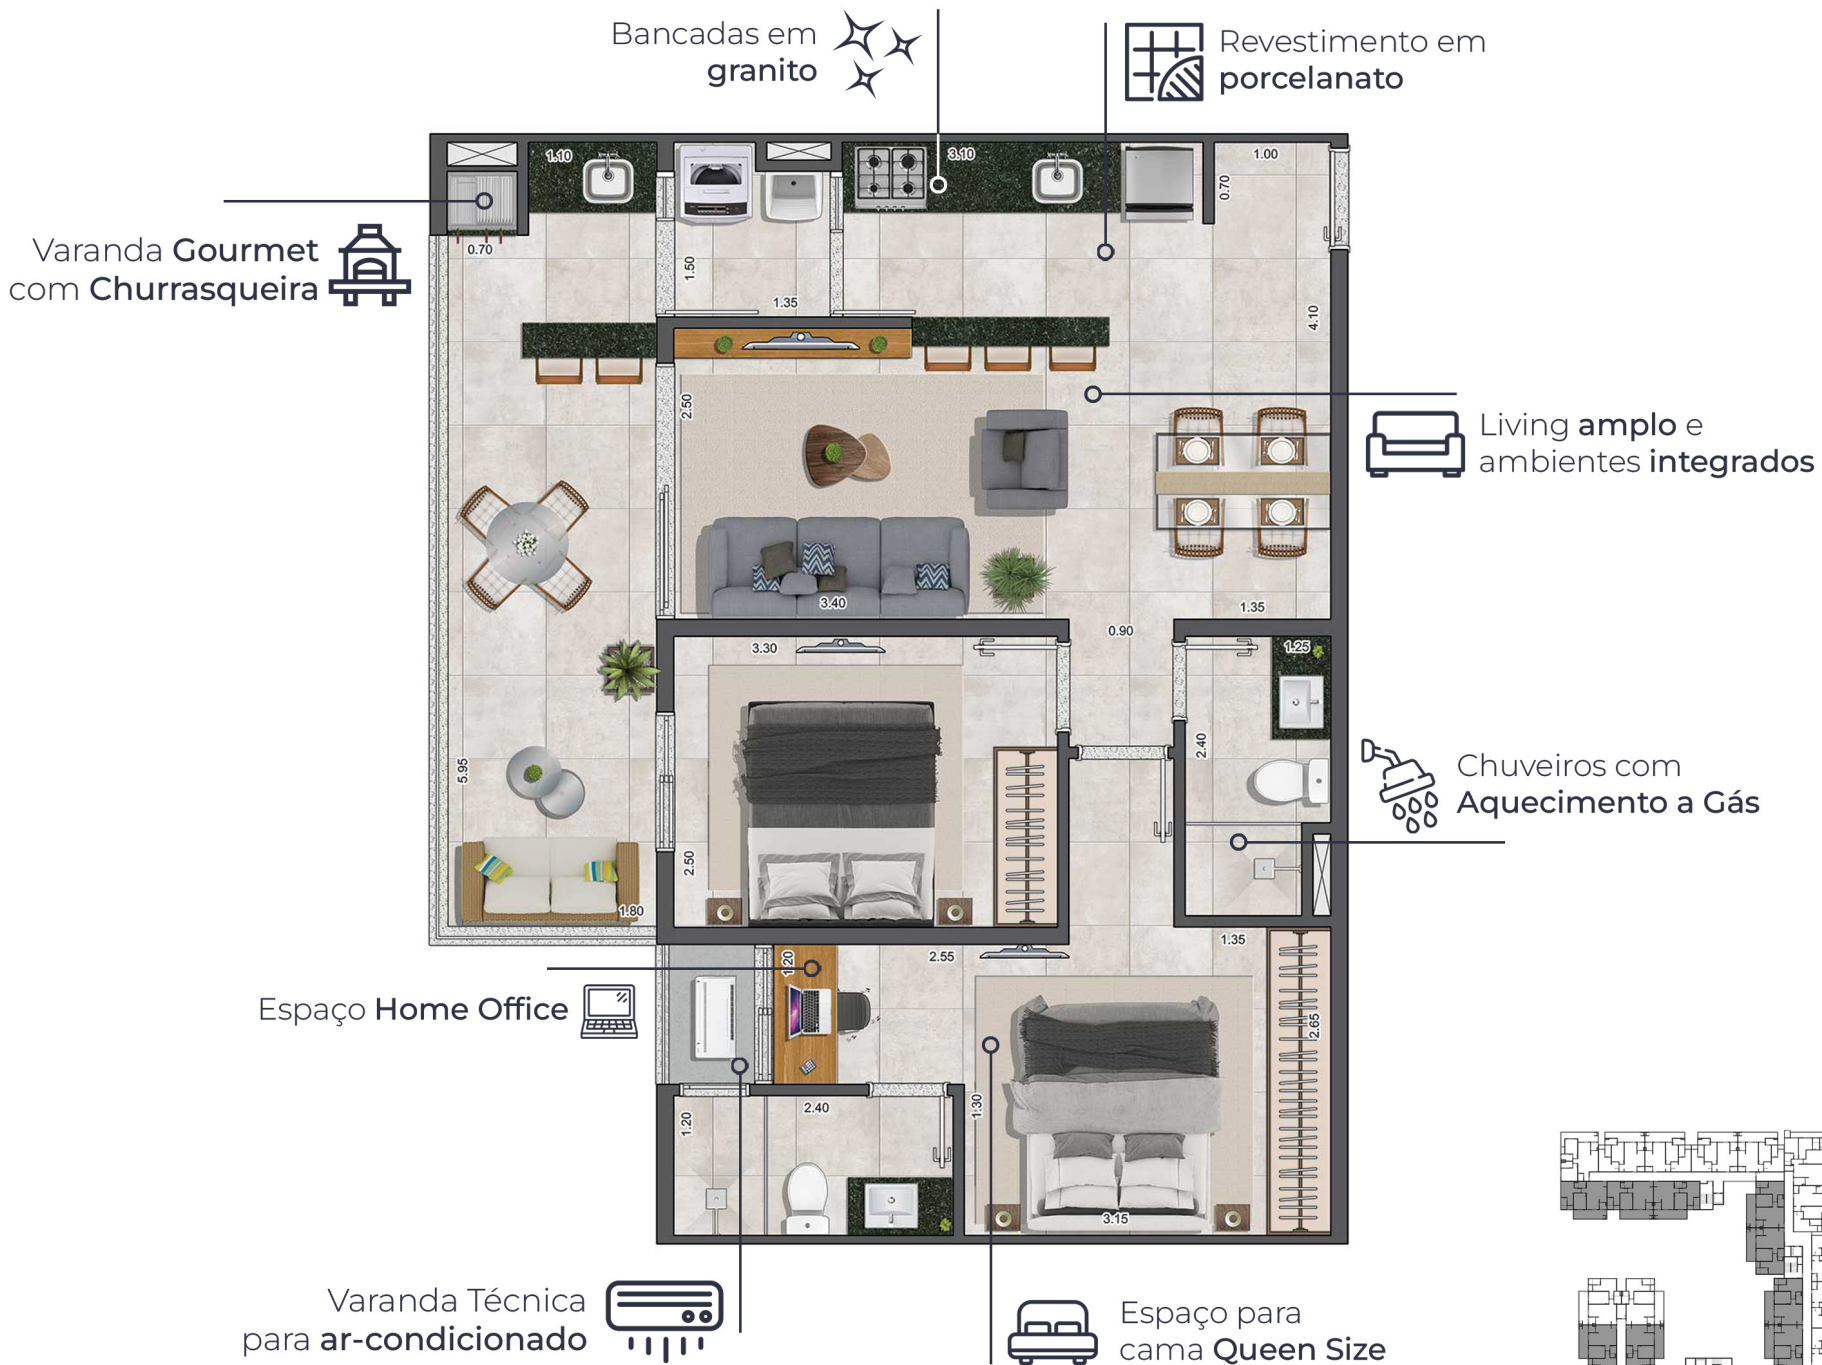 Bancadas em
granito
Revestimento em
porcelanato
1.10
3.10
1.00
0.70
Varanda Gourmet
com Churrasqueira
0.70
1.50
1.35
4.10
2.50
Living amplo e
ambientes integrados
3.40
1.35
0.90
3.30
1.25
2.40
5.95
Chuveiros com
Aquecimento a Gás
2.50
1.80
1.35
1.20
2.55
Espaço Home Office
2.65
1.20
2.40
1.30
3.15
Varanda Técnica
para ar-condicionado
Espaço para
cama Queen Size